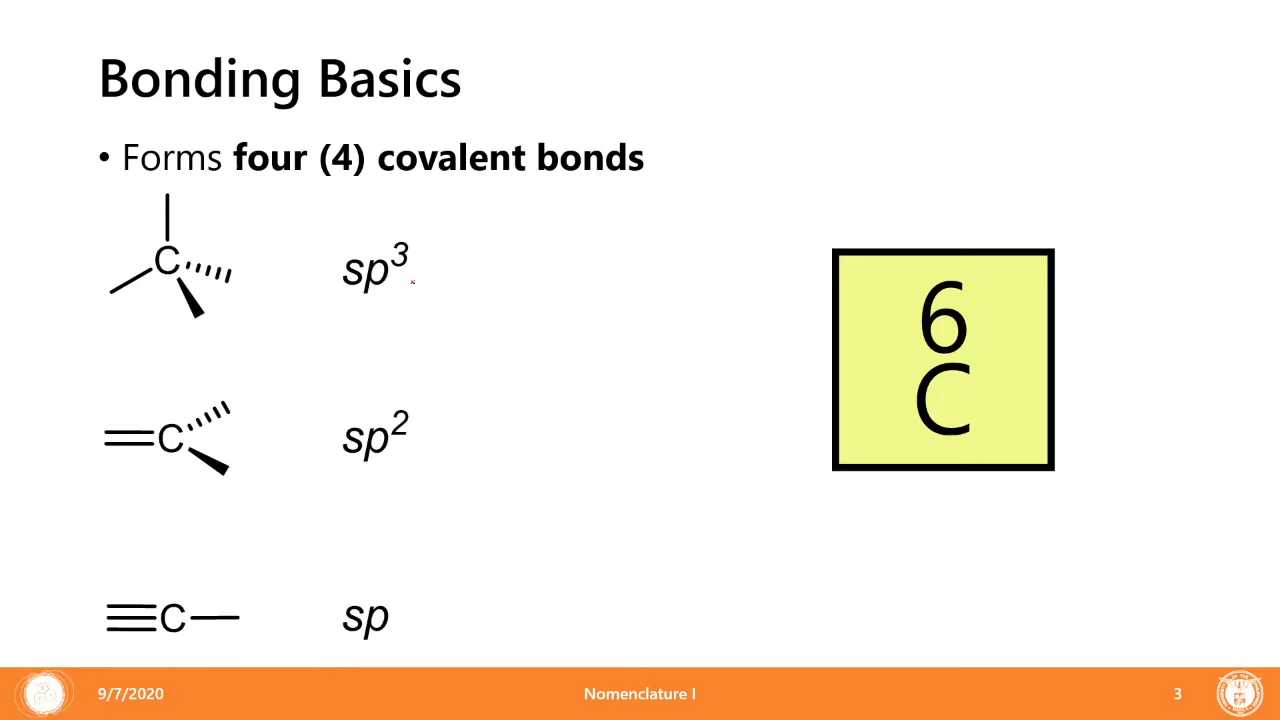 Bonding Basics
• Forms four (4) covalent bonds
C
sp³
6
C
C
sp²
C
sp
9/7/2020
Nomenclature I
3